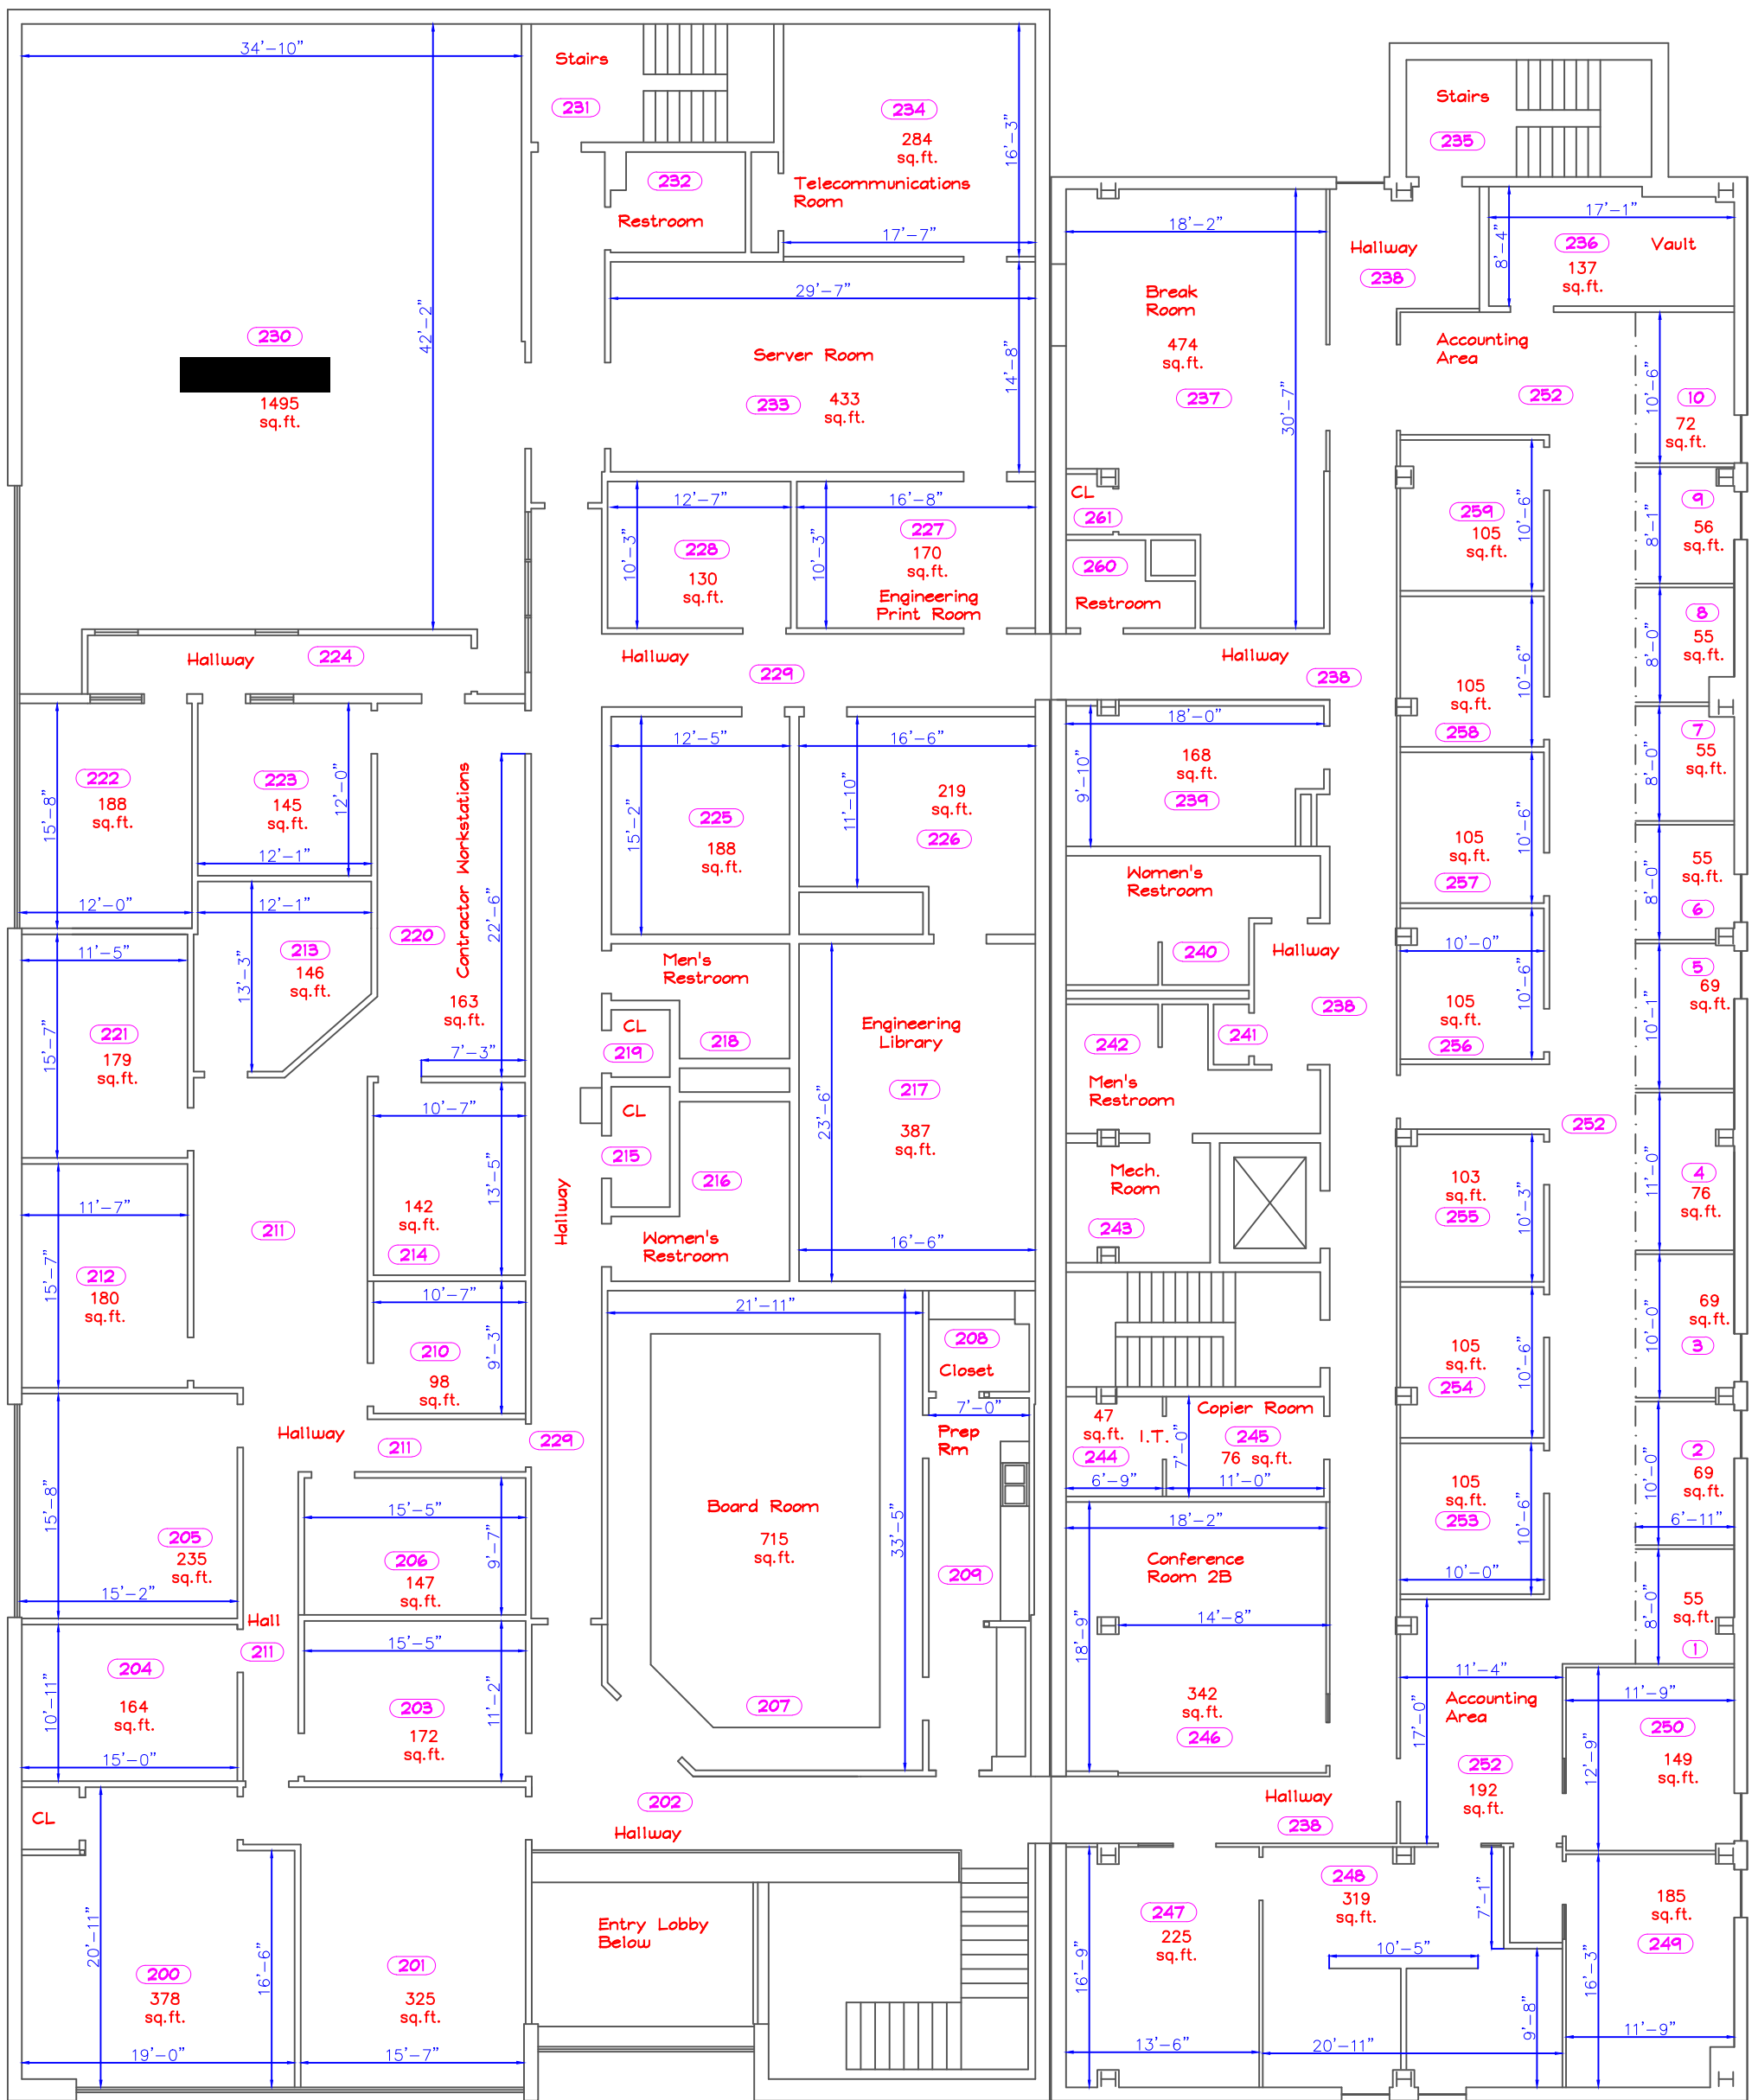 34'-10"
42'-2"
230
1495
sq.ft.
Stairs
231
232
Restroom
234
284
sq.ft.
Telecommunications
Room
16'-3"
17'-7"
29'-7"
14'-8"
Server Room
233
433
sq.ft.
12'-7"
10'-3"
228
130
sq.ft.
16'-8"
10'-3"
227
170
sq.ft.
Engineering
Print Room
Stairs
235
17'-1"
8'-4"
236
137
sq.ft.
Vault
18'-2"
30'-7"
Break
Room
474
sq.ft.
237
Hallway
238
CL
261
260
Restroom
Accounting
Area
252
10'-6"
10
72
sq.ft.
8'-1"
9
56
sq.ft.
8'-0"
8
55
sq.ft.
8'-0"
7
55
sq.ft.
8'-0"
55
sq.ft.
6
10'-1"
5
69
sq.ft.
11'-0"
4
76
sq.ft.
10'-0"
69
sq.ft.
3
10'-0"
2
69
sq.ft.
6'-11"
8'-0"
55
sq.ft.
1
259
105
sq.ft.
10'-6"
105
sq.ft.
258
10'-6"
105
sq.ft.
257
10'-6"
10'-0"
105
sq.ft.
256
10'-6"
252
103
sq.ft.
255
10'-3"
105
sq.ft.
254
10'-6"
105
sq.ft.
253
10'-6"
10'-0"
Hallway
224
Hallway
229
Hallway
238
222
188
sq.ft.
15'-8"
12'-0"
223
145
sq.ft.
12'-0"
12'-1"
Contractor Workstations
220
22'-6"
163
sq.ft.
7'-3"
12'-1"
213
146
sq.ft.
13'-3"
11'-5"
15'-7"
221
179
sq.ft.
12'-5"
15'-2"
225
188
sq.ft.
16'-6"
11'-10"
219
sq.ft.
226
18'-0"
9'-10"
168
sq.ft.
239
Women's
Restroom
240
Hallway
238
241
242
Men's
Restroom
Mech.
Room
243
Men's
Restroom
218
CL
219
CL
215
216
Women's
Restroom
Engineering
Library
217
387
sq.ft.
23'-6"
16'-6"
11'-7"
15'-7"
212
180
sq.ft.
211
10'-7"
13'-5"
142
sq.ft.
214
Hallway
10'-7"
9'-3"
210
98
sq.ft.
Hallway
211
229
21'-11"
33'-5"
Board Room
715
sq.ft.
207
208
Closet
7'-0"
Prep
Rm
209
47
sq.ft.
I.T.
244
6'-9"
Copier Room
245
76 sq.ft.
7'-0"
11'-0"
18'-2"
Conference
Room 2B
14'-8"
18'-9"
342
sq.ft.
246
15'-8"
205
235
sq.ft.
15'-2"
15'-5"
9'-7"
206
147
sq.ft.
Hall
211
204
164
sq.ft.
10'-11"
15'-0"
15'-5"
11'-2"
203
172
sq.ft.
11'-4"
17'-0"
Accounting
Area
252
192
sq.ft.
11'-9"
12'-9"
250
149
sq.ft.
202
Hallway
Hallway
238
CL
20'-11"
200
378
sq.ft.
19'-0"
16'-6"
201
325
sq.ft.
15'-7"
Entry Lobby
Below
16'-9"
247
225
sq.ft.
13'-6"
248
319
sq.ft.
10'-5"
20'-11"
7'-1"
9'-8"
185
sq.ft.
249
16'-3"
11'-9"